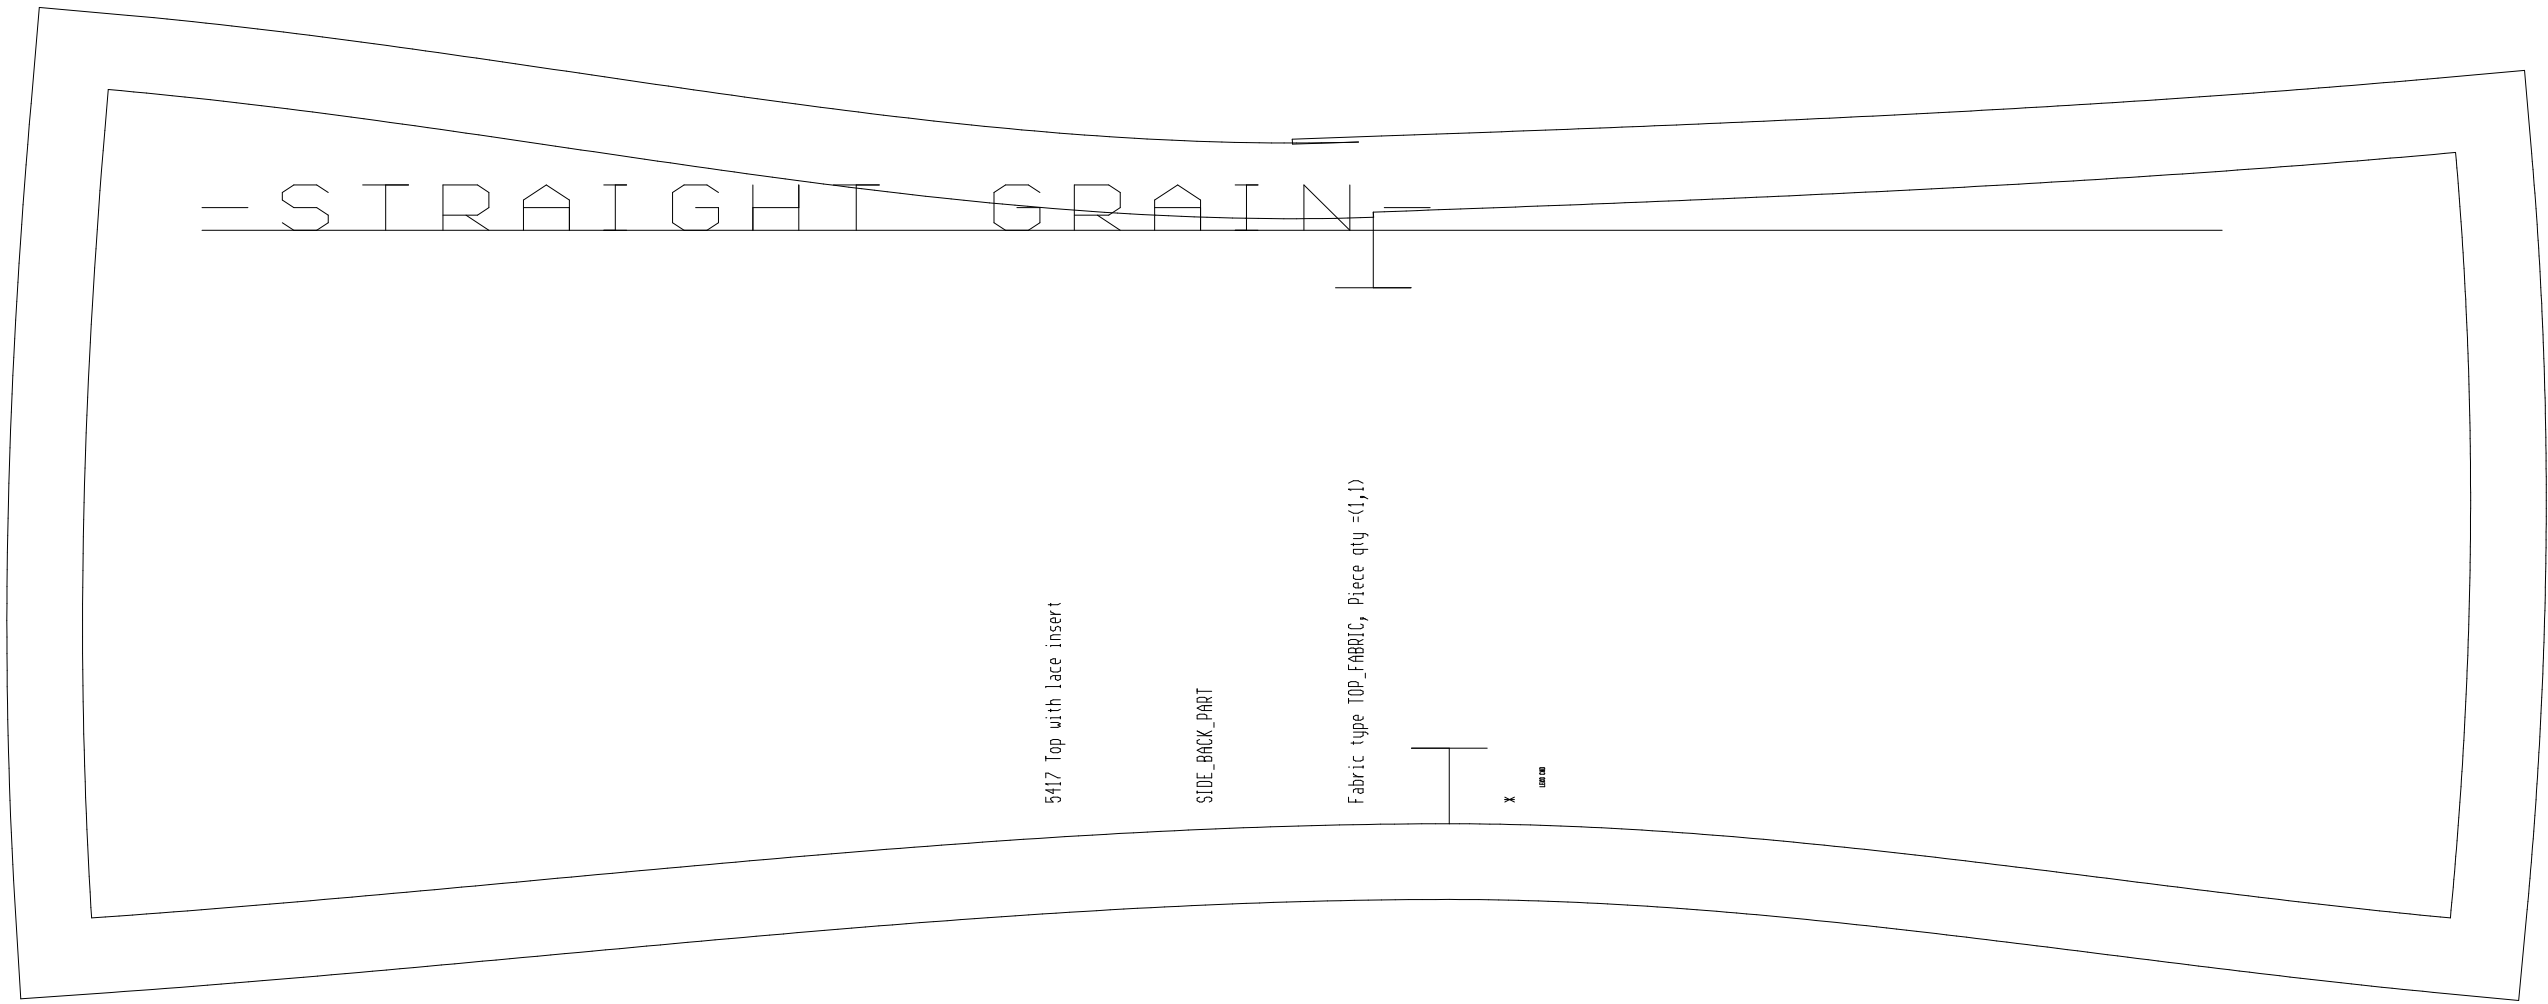 -STRAIGHT GRAIN-
5417 Top with lace insert
SIDE_BACK_PART
Fabric type TOP_FABRIC, Piece qty =(1,1)
X